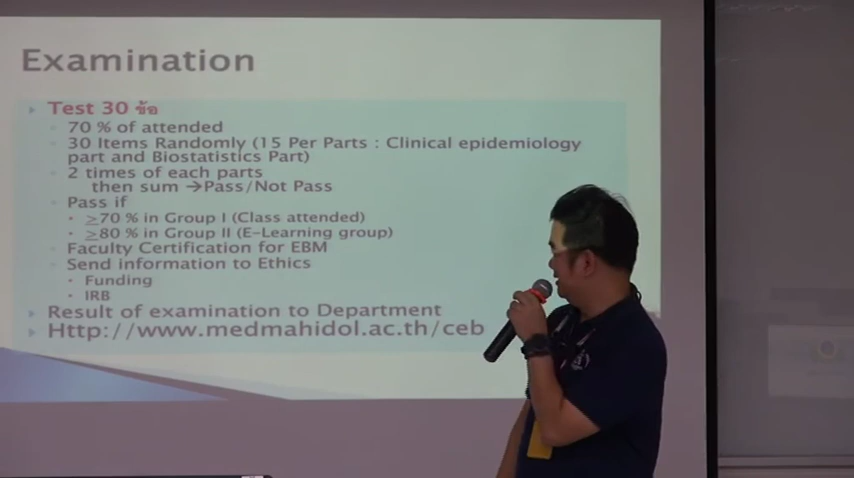 Examination
Test 30 ข้อ
70 % of attended
30 Items Randomly (15 Per Parts : Clinical epidemiology
part and Biostatistics Part)
2 times of each parts
then sum →Pass/Not Pass
Pass if
≥70 % in Group I (Class attended)
≥80 % in Group II (E-Learning group)
Faculty Certification for EBM
Send information to Ethics
Funding
IRB
Result of examination to Department
Http://www.medmahidol.ac.th/ceb